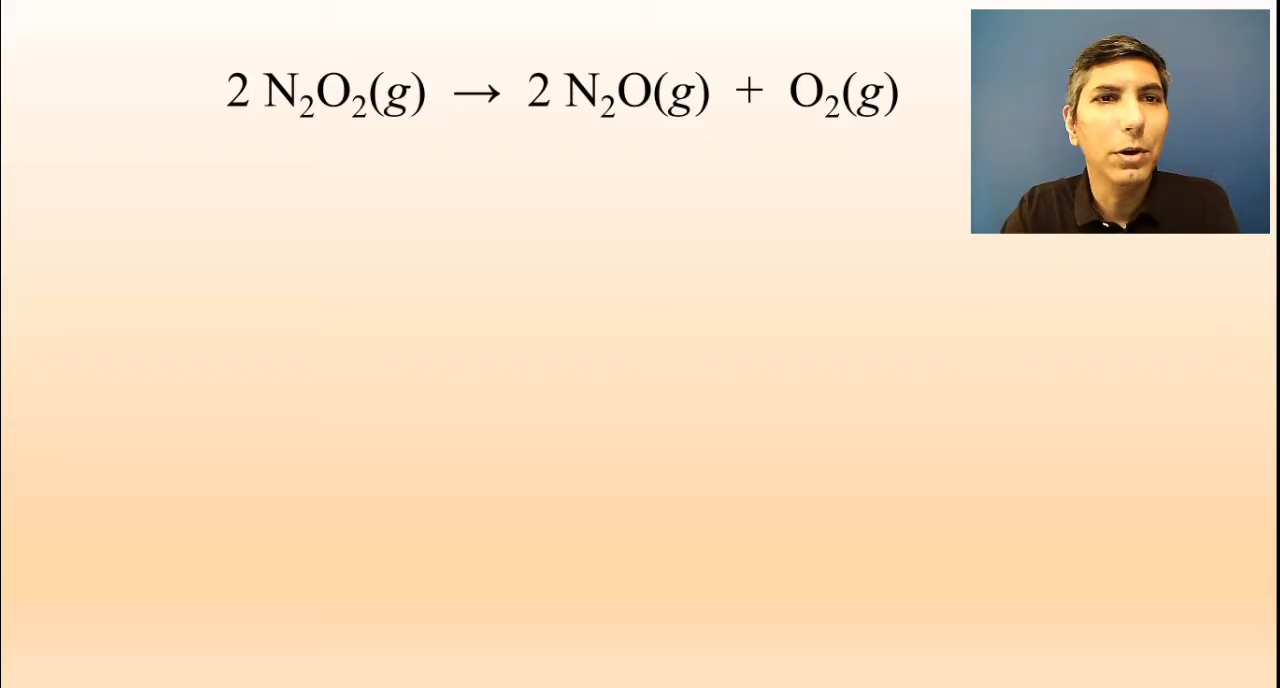 2 N₂O₂(g) → 2 N₂O(g) + O₂(g)